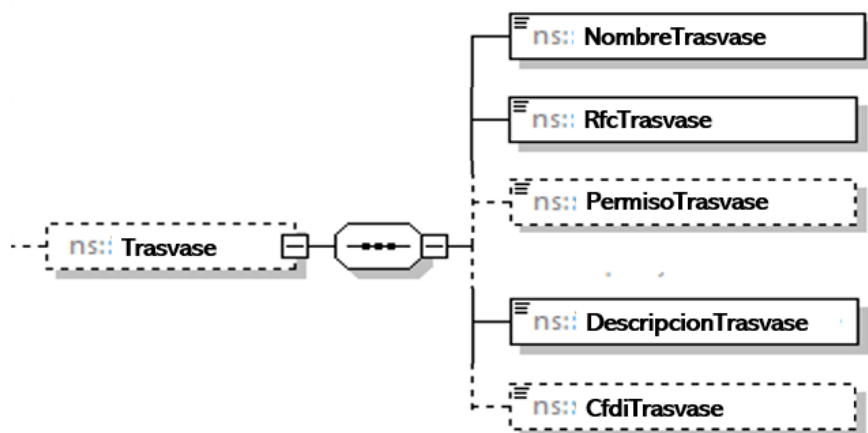 ns:: NombreTrasvase
ns:: RfcTrasvase
ns:: PermisoTrasvase
ns:: Trasvase
ns:: DescripcionTrasvase
ns:: CfdiTrasvase